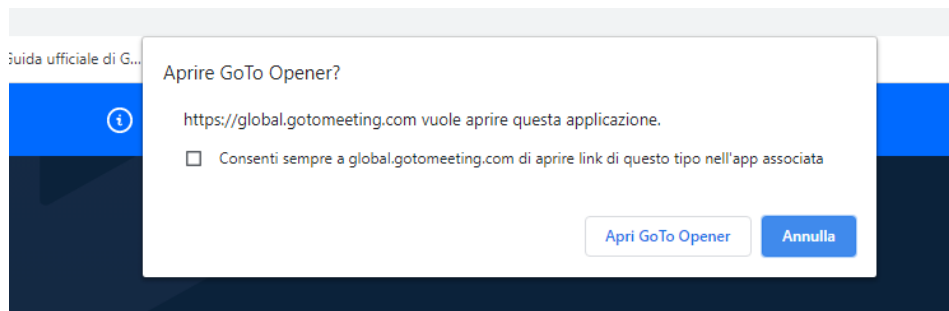 Guida ufficiale di G...
Aprire GoTo Opener?
https://global.gotomeeting.com vuole aprire questa applicazione.
Consenti sempre a global.gotomeeting.com di aprire link di questo tipo nell'app associata
Apri GoTo Opener Annulla